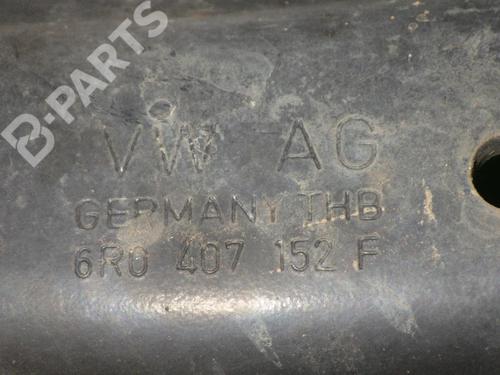 B-PARTS
VW AG
GERMANY THB
6R0 407 152 F